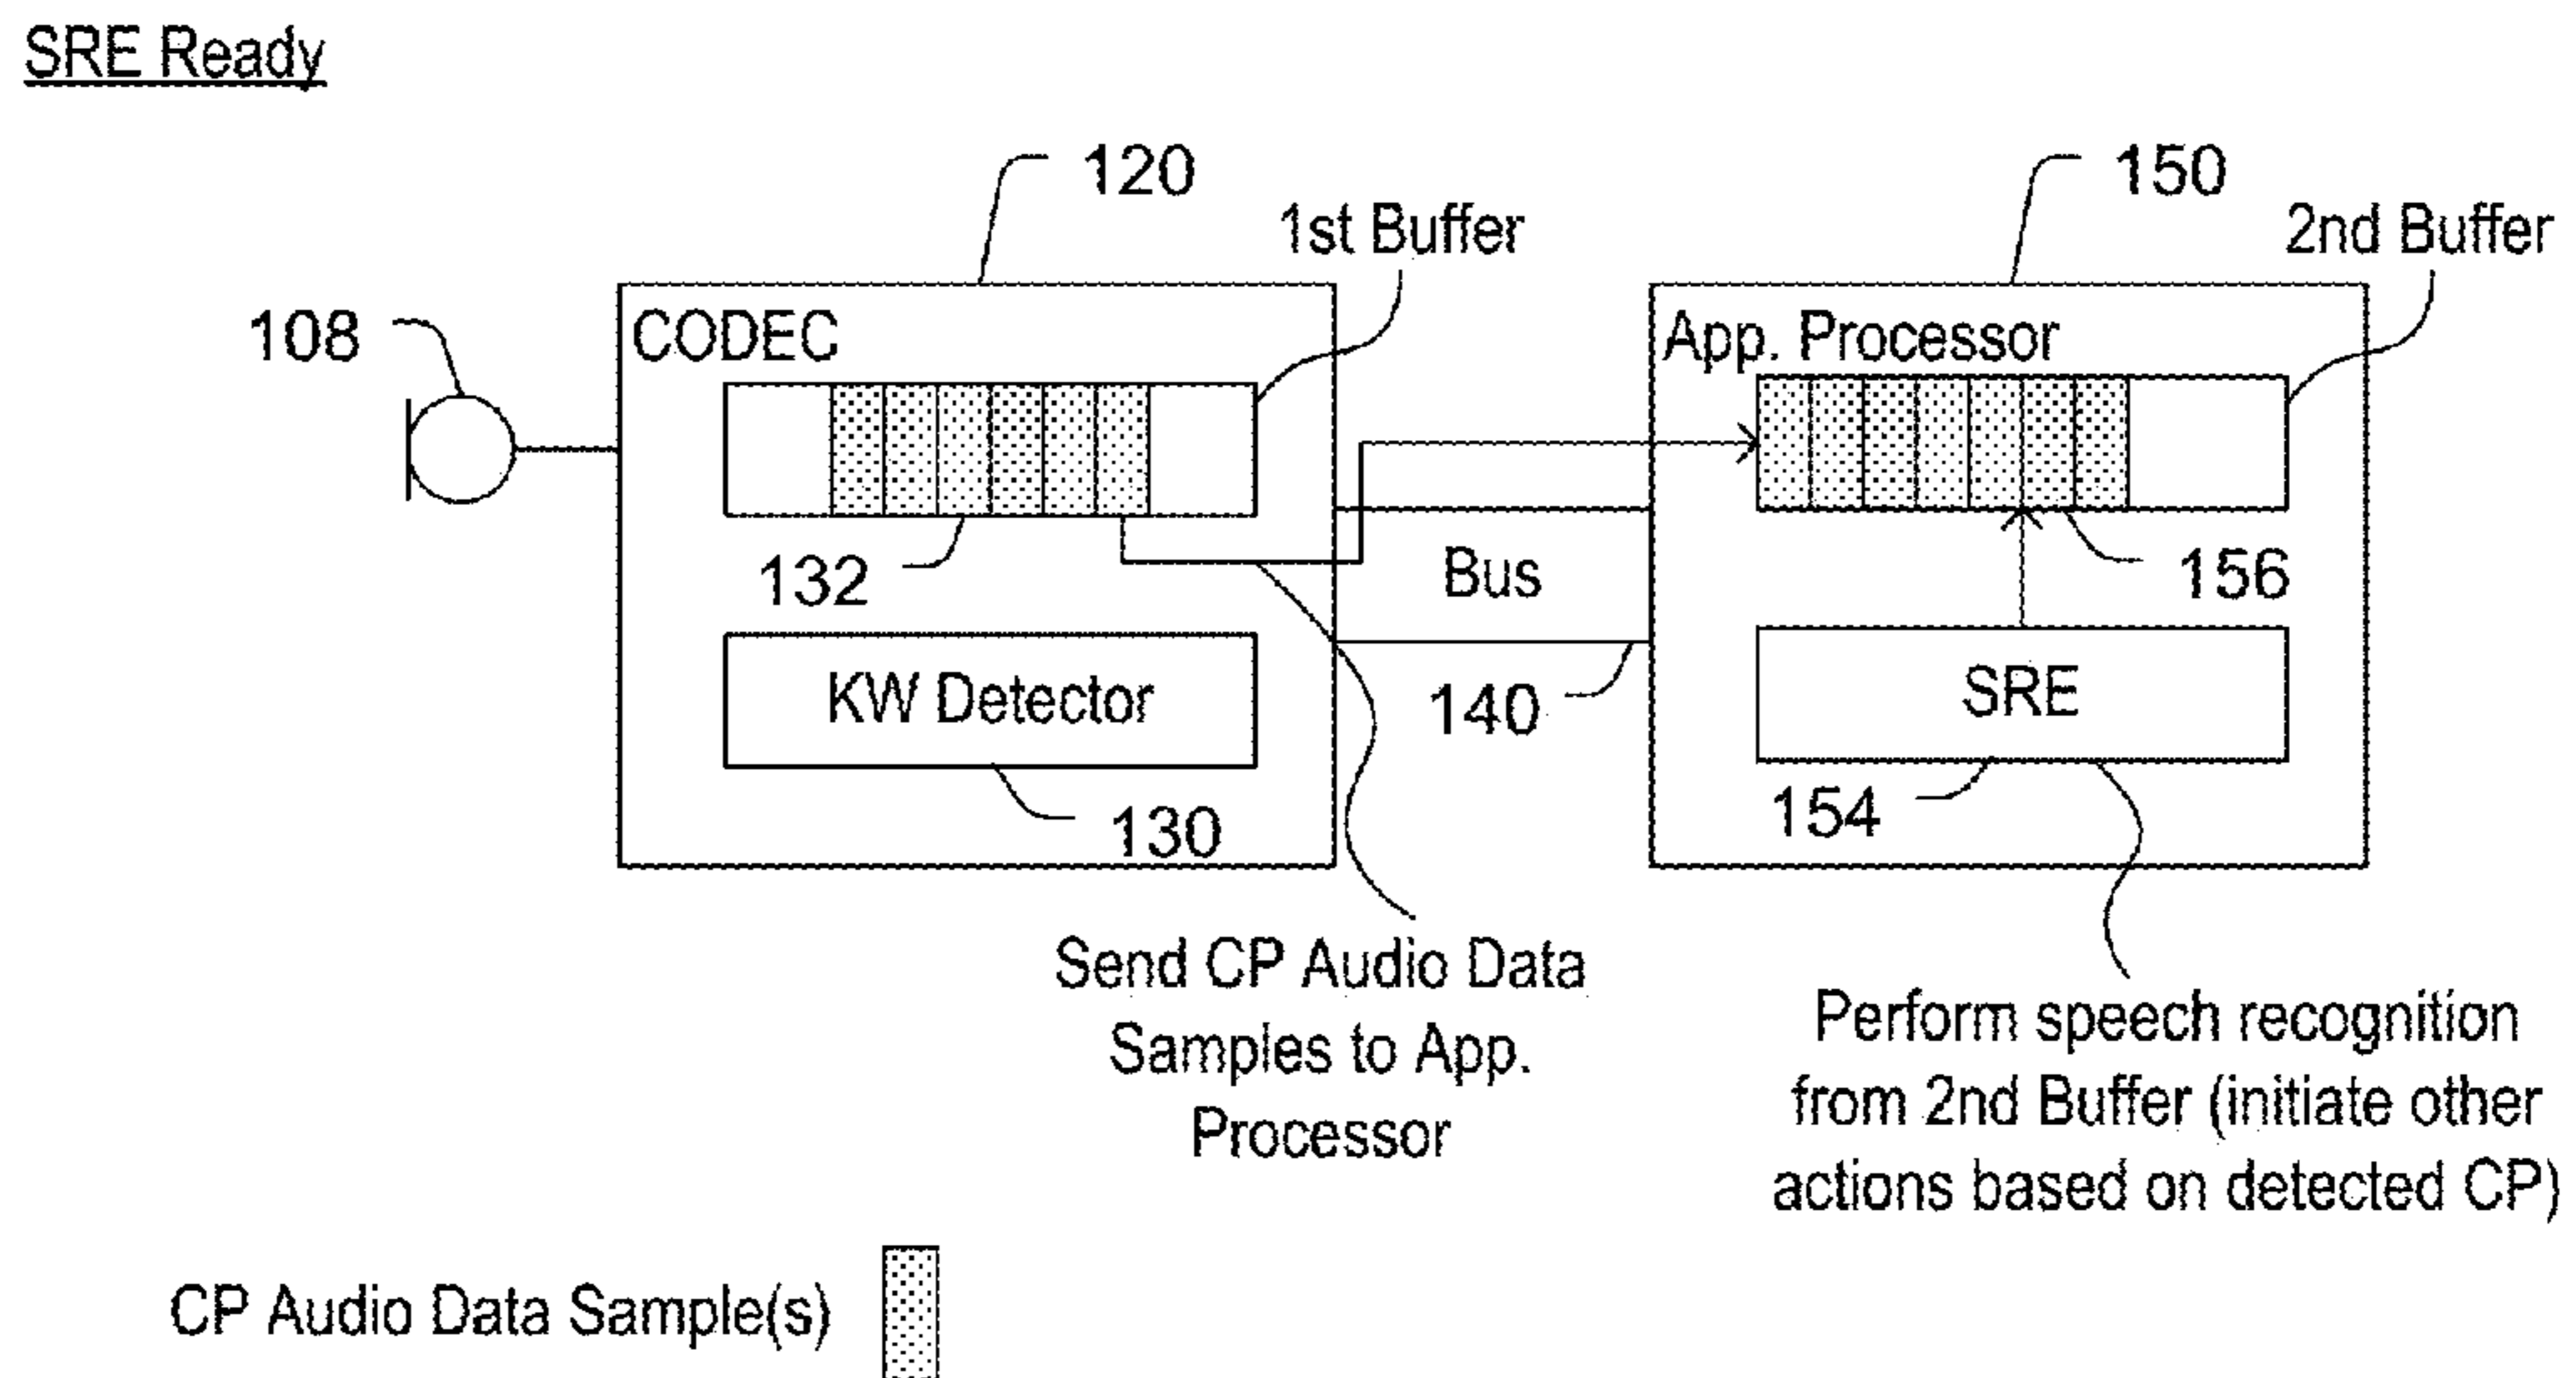 SRE Ready
120
150
1st Buffer
2nd Buffer
108
CODEC
App. Processor
132
Bus
156
KW Detector
140
SRE
130
154
Send CP Audio Data
Samples to App.
Processor
Perform speech recognition
from 2nd Buffer (initiate other
actions based on detected CP)
CP Audio Data Sample(s)